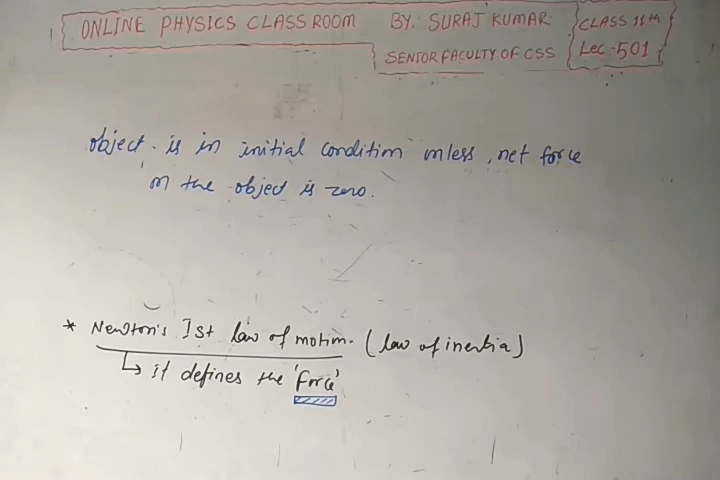 ONLINE PHYSICS CLASS ROOM BY: SURAJ KUMAR CLASS 11th
SENIOR FACULTY OF CSS Lec-501
object is in initial condition unless, net force
on the object is zero.
* Newton's Ist law of motion. (law of inertia)
↳ it defines the 'force'